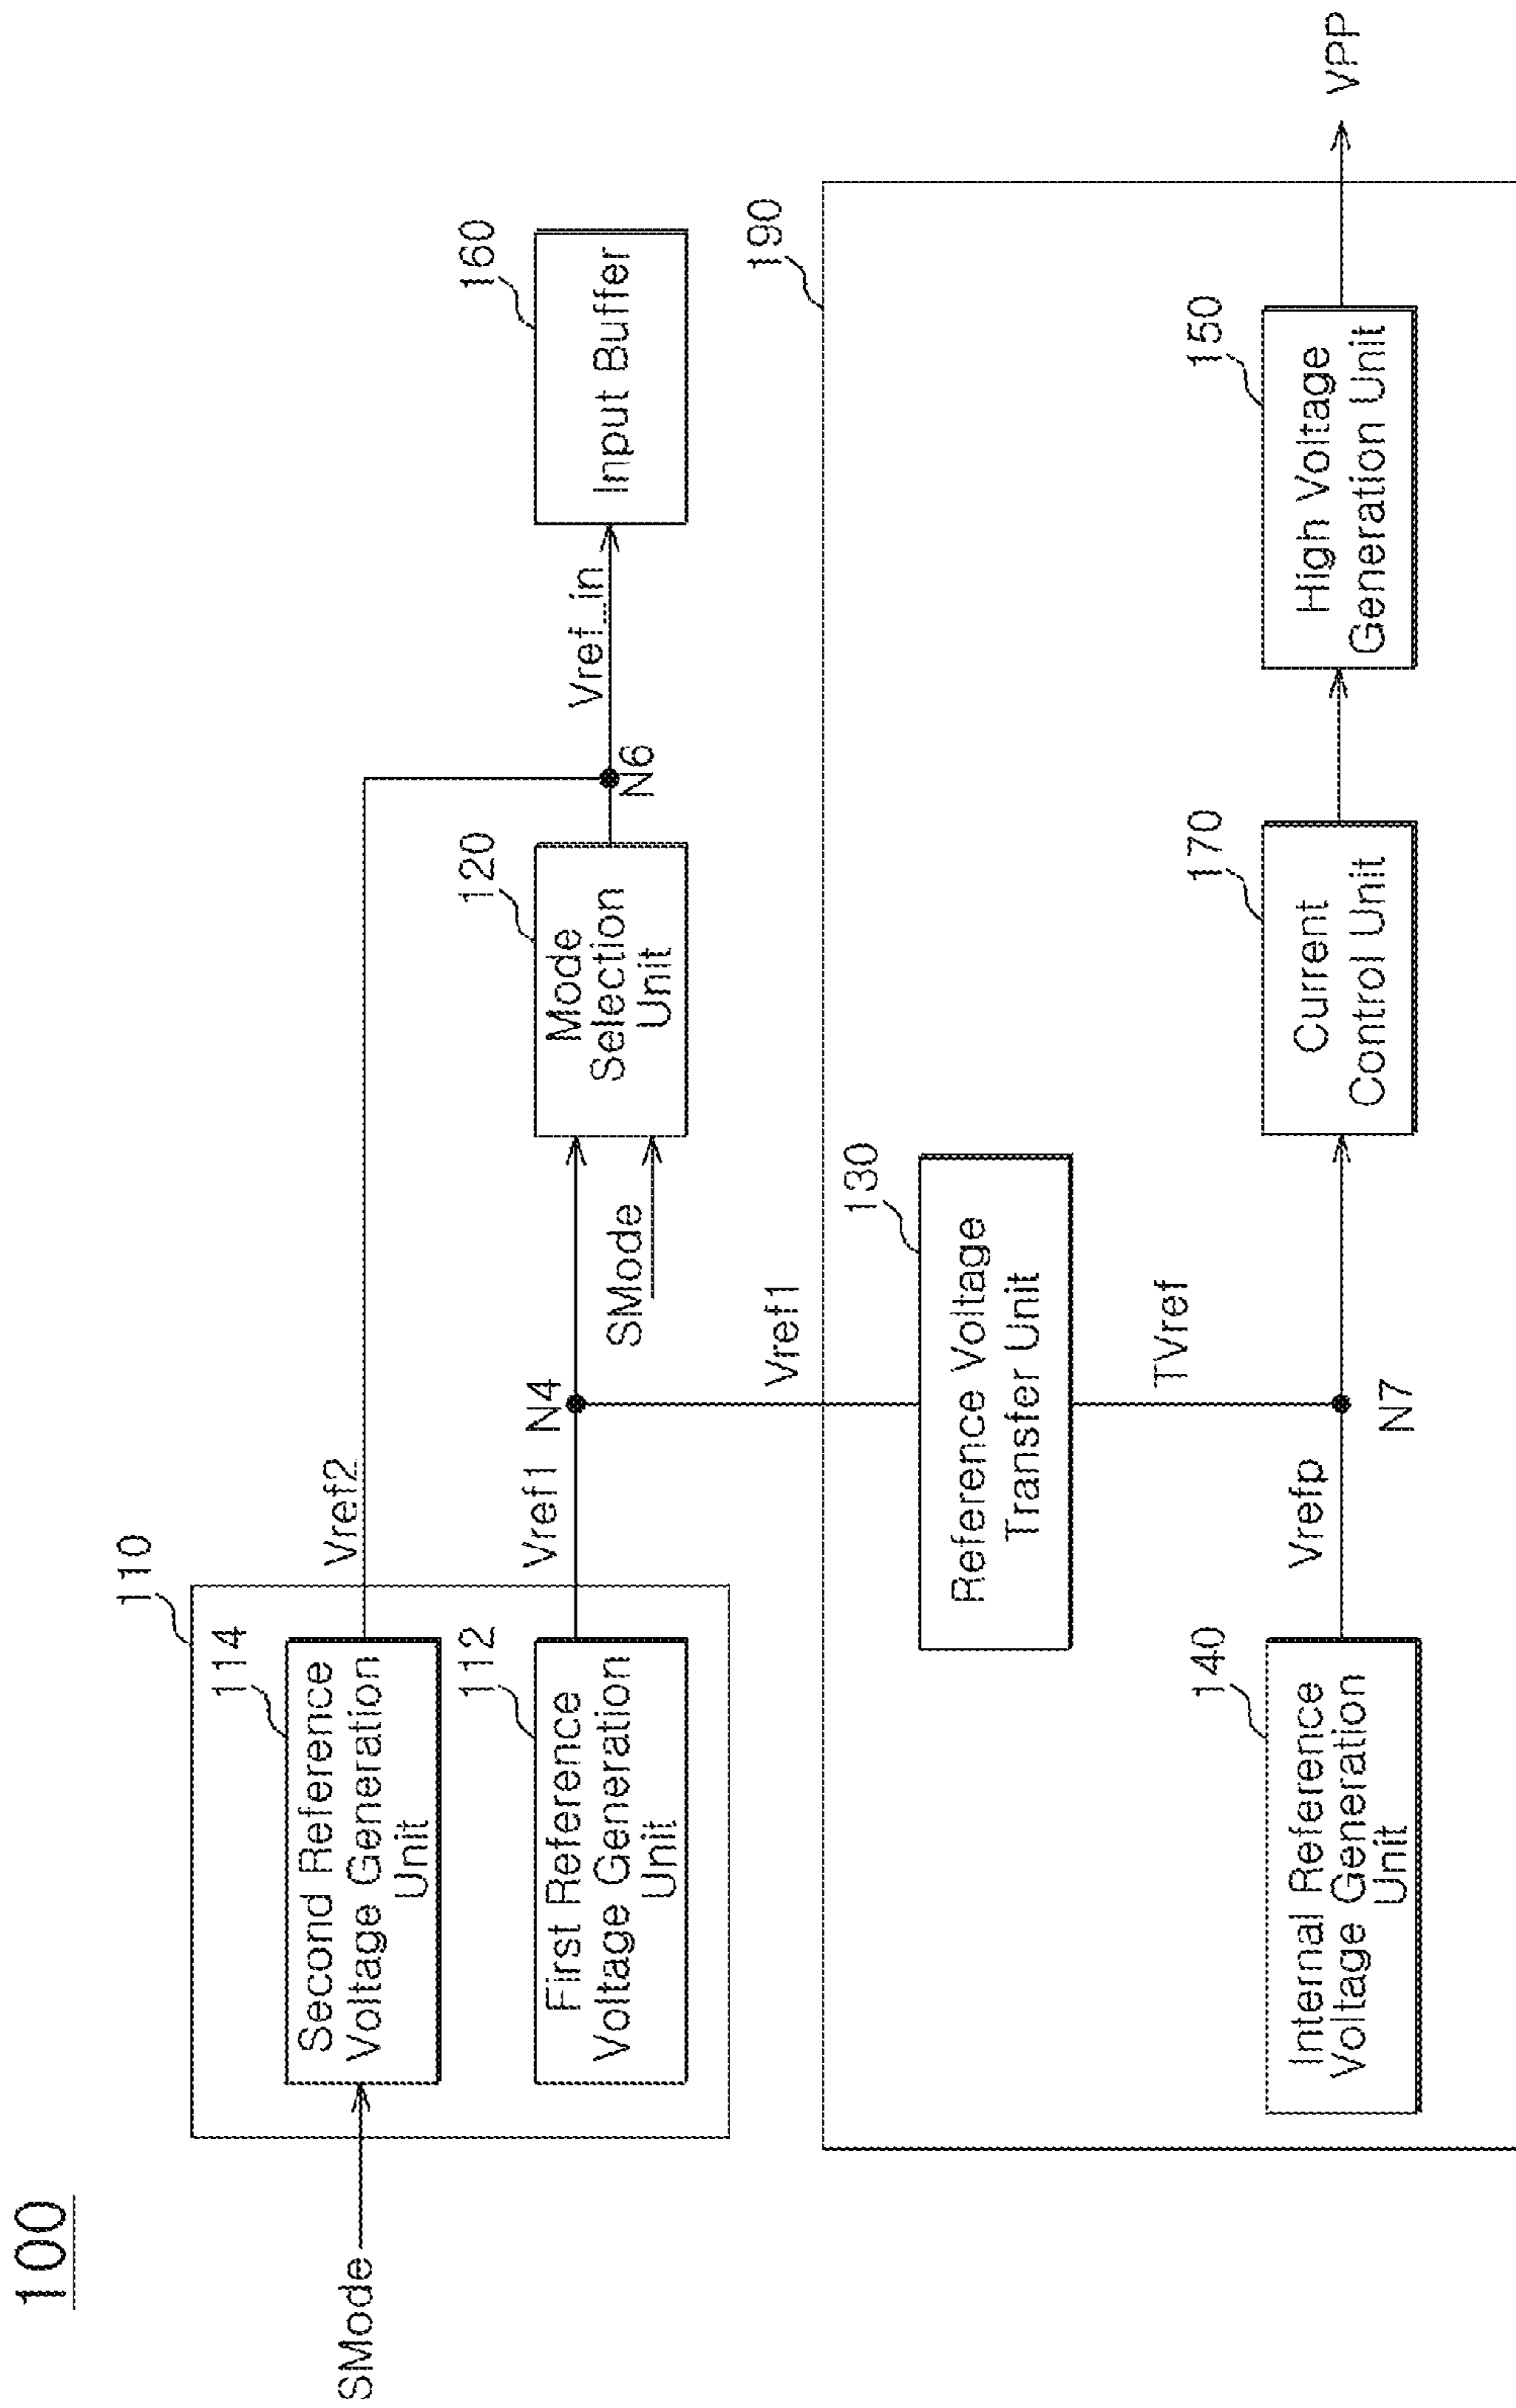 100
SMode
110
114
Second Reference
Voltage Generation
Unit
Vref2
112
First Reference
Voltage Generation
Unit
Vref1
N4
SMode
120
Mode
Selection
Unit
N6
Vref_in
160
Input Buffer
190
Vref1
130
Reference Voltage
Transfer Unit
TVref
140
Internal Reference
Voltage Generation
Unit
Vrefp
N7
170
Current
Control Unit
150
High Voltage
Generation Unit
VPP